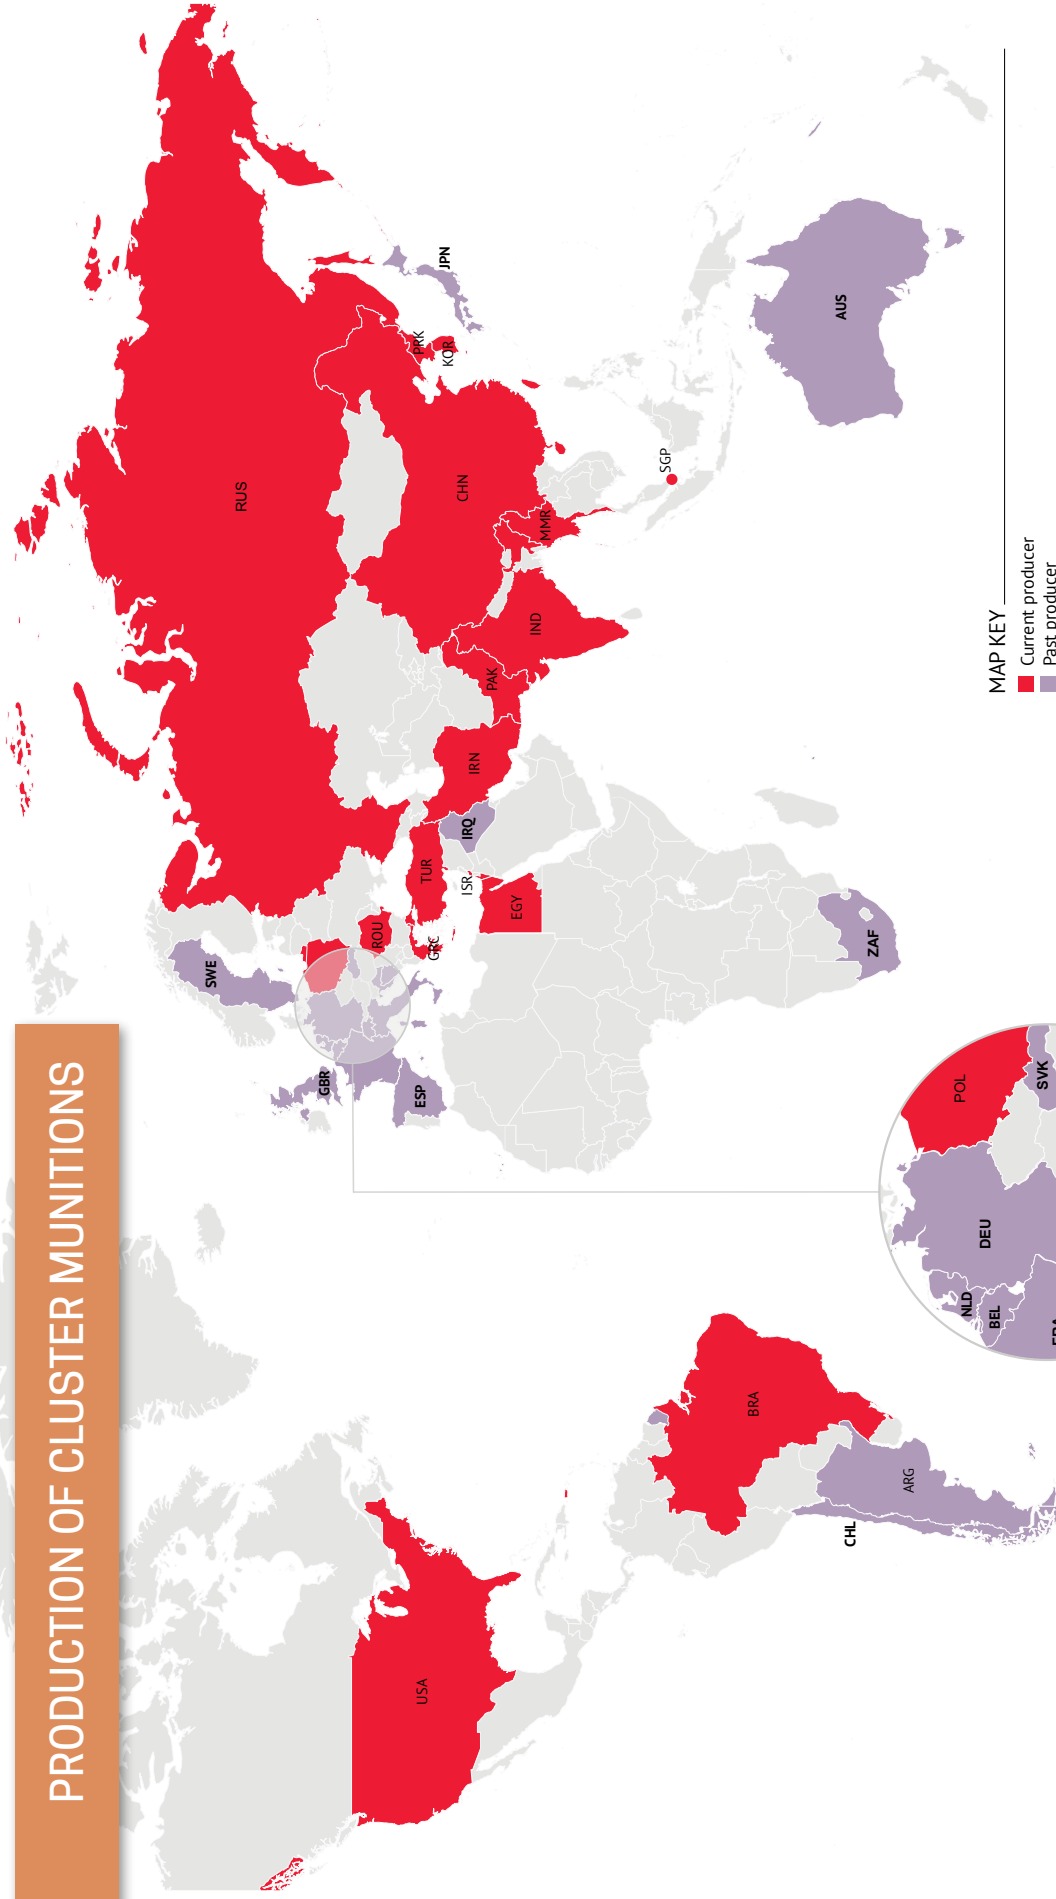 PRODUCTION OF CLUSTER MUNITIONS
RUS
JPN
PRK
KOR
CHN
AUS
SGP
MMR
IND
PAK
IRN
IRQ
TUR
ISR
EGY
ROU
GRC
SWE
ZAF
GBR
ESP
POL
SVK
DEU
NLD
BEL
USA
BRA
ARG
CHL
MAP KEY
Current producer
Past producer